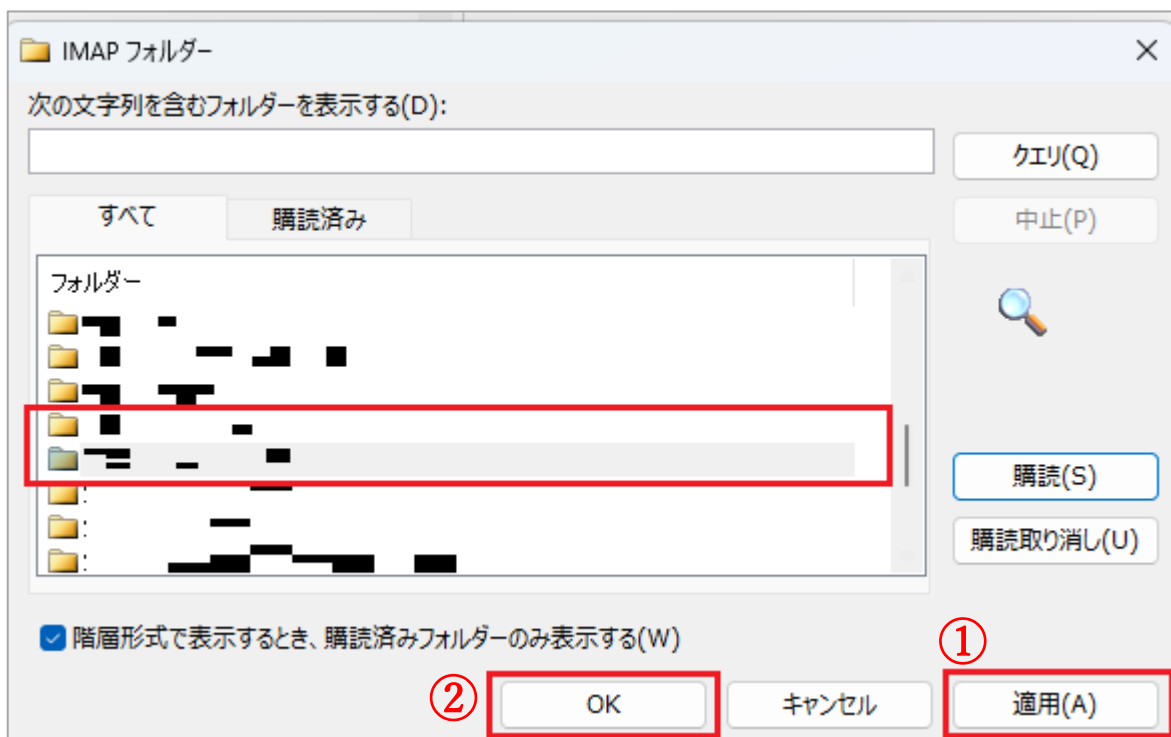 IMAP フォルダー
次の文字列を含むフォルダーを表示する(D):
クエリ(Q)
すべて
購読済み
中止(P)
フォルダー
購読(S)
購読取り消し(U)
階層形式で表示するとき、購読済みフォルダーのみ表示する(W)
①
②
OK
キャンセル
適用(A)